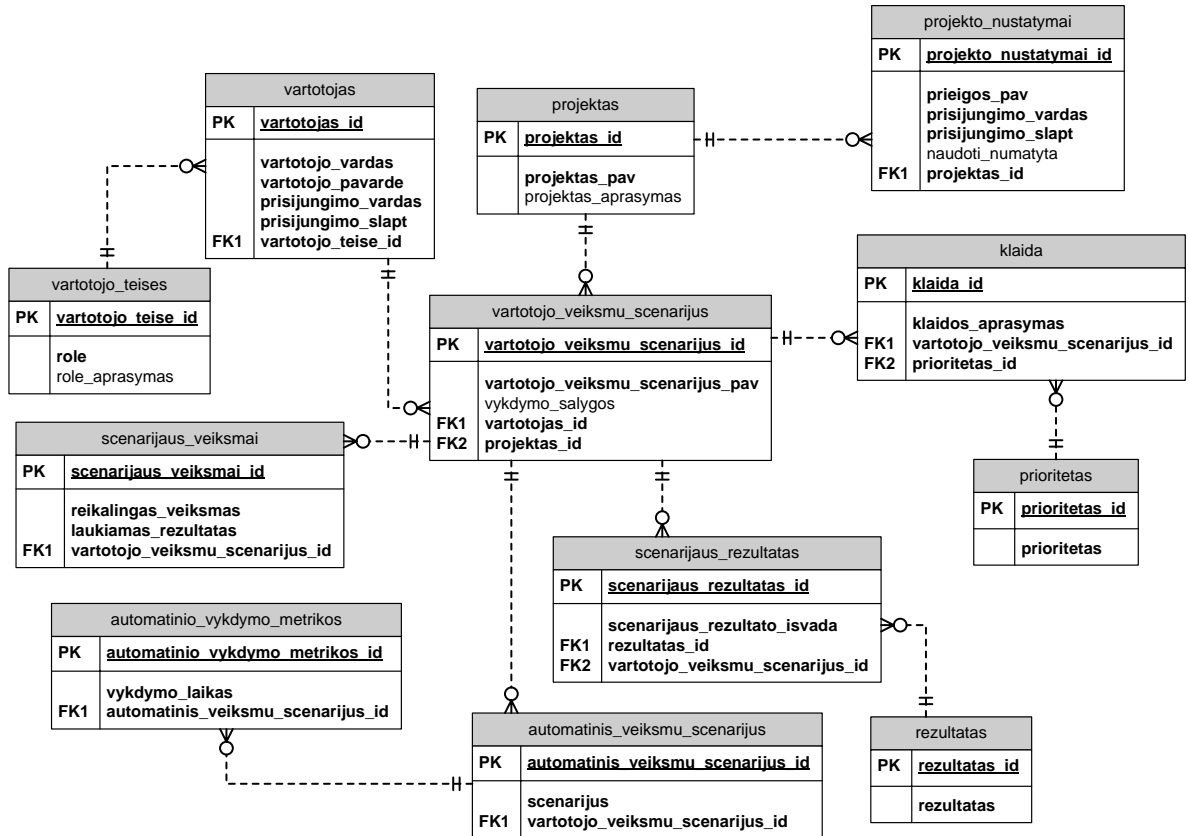 projekto_nustatymai
PK projekto_nustatymai_id
prieigos_pav
prisijungimo_vardas
prisijungimo_slapt
naudoti_numatyta
FK1 projektas_id
vartotojas
PK vartotojas_id
vartotojo_vardas
vartotojo_pavarde
prisijungimo_vardas
prisijungimo_slapt
FK1 vartotojo_teise_id
projektas
PK projektas_id
projektas_pav
projektas_aprasymas
klaida
PK klaida_id
klaidos_aprasymas
FK1 vartotojo_veiksmu_scenarijus_id
FK2 prioritetas_id
vartotojo_teises
PK vartotojo_teise_id
role
role_aprasymas
vartotojo_veiksmu_scenarijus
PK vartotojo_veiksmu_scenarijus_id
vartotojo_veiksmu_scenarijus_pav
vykdymo_salygos
FK1 vartotojas_id
FK2 projektas_id
scenarijaus_veiksmai
PK scenarijaus_veiksmai_id
reikalingas_veiksmas
laukiamas_rezultatas
FK1 vartotojo_veiksmu_scenarijus_id
prioritetas
PK prioritetas_id
prioritetas
scenarijaus_rezultatas
PK scenarijaus_rezultatas_id
scenarijaus_rezultato_isvada
FK1 rezultatas_id
FK2 vartotojo_veiksmu_scenarijus_id
automatinio_vykdymo_metrikos
PK automatinio_vykdymo_metrikos_id
vykdymo_laikas
FK1 automatinis_veiksmu_scenarijus_id
automatinis_veiksmu_scenarijus
PK automatinis_veiksmu_scenarijus_id
scenarijus
FK1 vartotojo_veiksmu_scenarijus_id
rezultatas
PK rezultatas_id
rezultatas